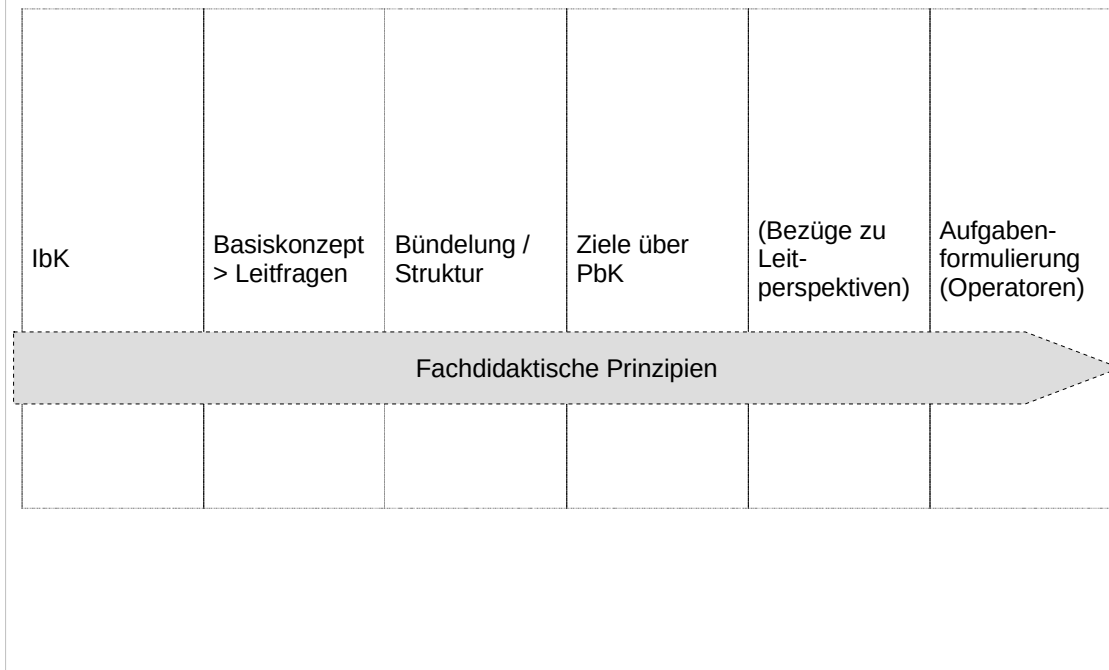 IbK
Basiskonzept
> Leitfragen
Bündelung /
Struktur
Ziele über
PbK
(Bezüge zu
Leit-
perspektiven)
Aufgaben-
formulierung
(Operatoren)
Fachdidaktische Prinzipien